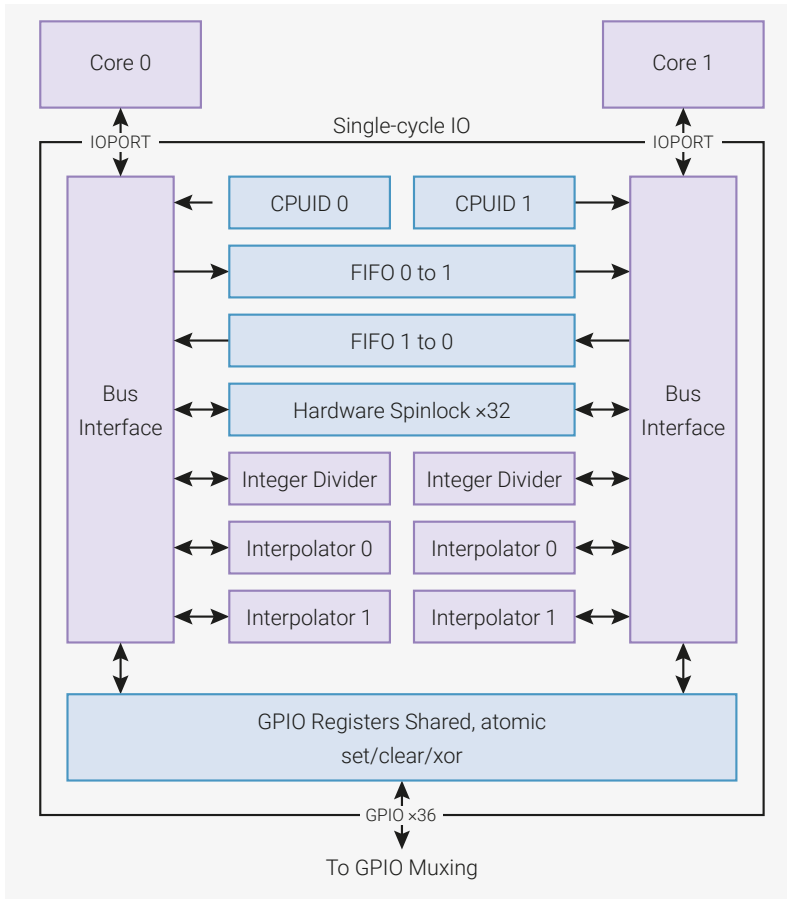 Core 0
Core 1
Single-cycle IO
IOPORT
IOPORT
CPUID 0
CPUID 1
FIFO 0 to 1
FIFO 1 to 0
Bus
Interface
Bus
Interface
Hardware Spinlock ×32
Integer Divider
Integer Divider
Interpolator 0
Interpolator 0
Interpolator 1
Interpolator 1
GPIO Registers Shared, atomic
set/clear/xor
GPIO ×36
To GPIO Muxing